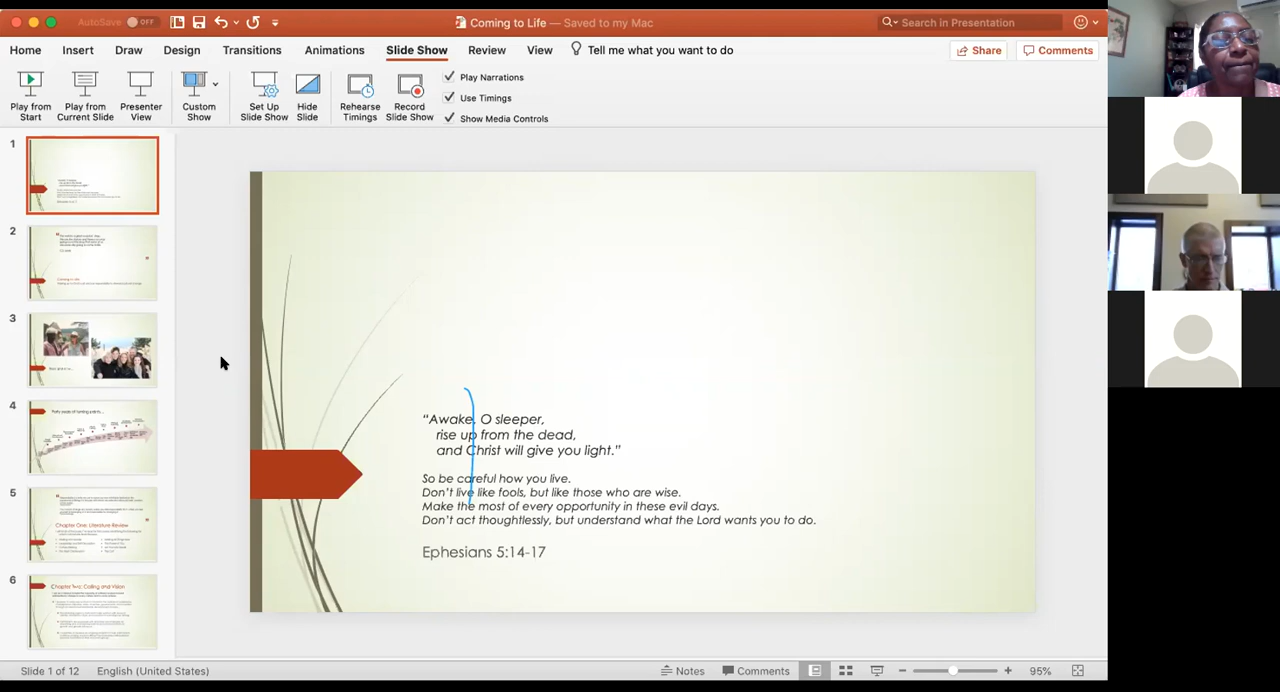 AutoSave OFF
Coming to Life — Saved to my Mac
Search in Presentation
Home Insert Draw Design Transitions Animations Slide Show Review View Tell me what you want to do
Share Comments
Play from Start
Play from Current Slide
Presenter View
Custom Show
Set Up Slide Show
Hide Slide
Rehearse Timings
Record Slide Show
Play Narrations
Use Timings
Show Media Controls
1
2
3
4
5
6
Chapter One: Literature Review
Chapter Two: Calling and Vision
“Awake, O sleeper,
rise up from the dead,
and Christ will give you light.”
So be careful how you live.
Don’t live like fools, but like those who are wise.
Make the most of every opportunity in these evil days.
Don’t act thoughtlessly, but understand what the Lord wants you to do.
Ephesians 5:14-17
Slide 1 of 12 English (United States)
Notes Comments 95%